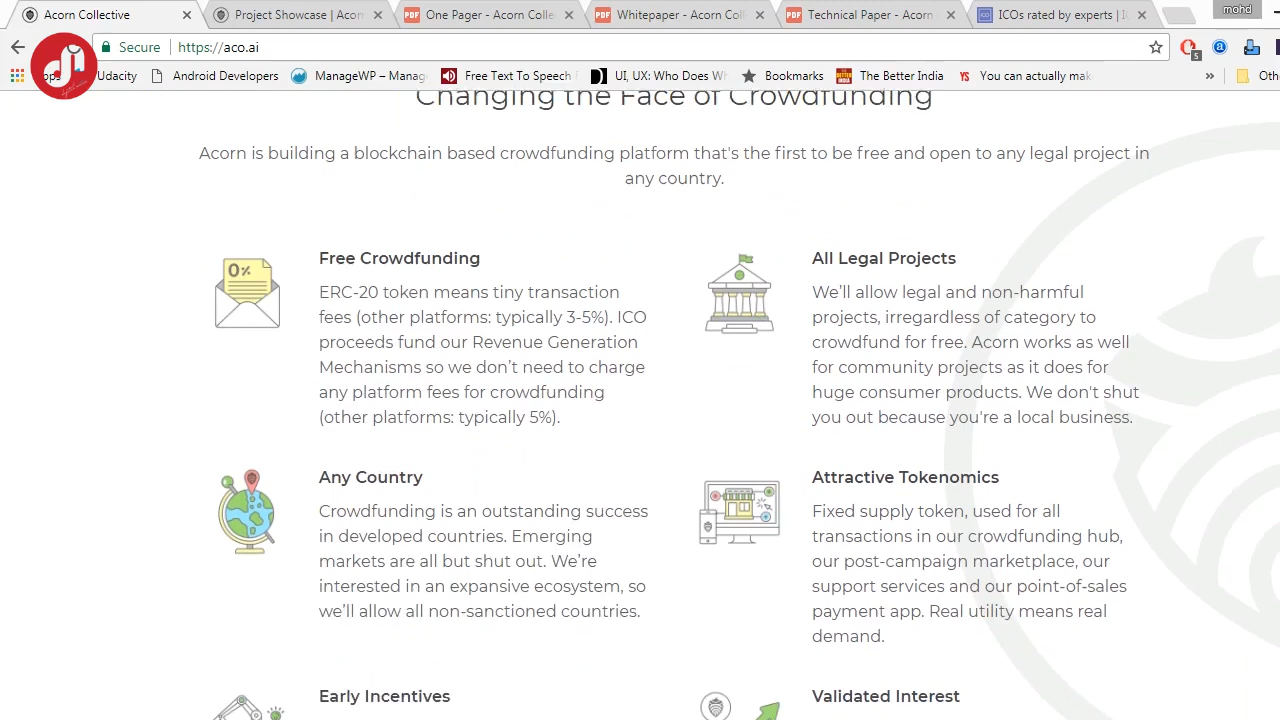 mohd
Acorn Collective
Project Showcase | Acorn
One Pager - Acorn Colle
Whitepaper - Acorn Coll
Technical Paper - Acorn
ICOs rated by experts | I
Secure https://aco.ai
Udacity Android Developers ManageWP – Manag Free Text To Speech UI, UX: Who Does Wh Bookmarks The Better India You can actually mak » Oth
Changing the Face of Crowdfunding
Acorn is building a blockchain based crowdfunding platform that's the first to be free and open to any legal project in
any country.
0%
Free Crowdfunding
ERC-20 token means tiny transaction
fees (other platforms: typically 3-5%). ICO
proceeds fund our Revenue Generation
Mechanisms so we don't need to charge
any platform fees for crowdfunding
(other platforms: typically 5%).
All Legal Projects
We'll allow legal and non-harmful
projects, irregardless of category to
crowdfund for free. Acorn works as well
for community projects as it does for
huge consumer products. We don't shut
you out because you're a local business.
Any Country
Crowdfunding is an outstanding success
in developed countries. Emerging
markets are all but shut out. We're
interested in an expansive ecosystem, so
we'll allow all non-sanctioned countries.
Attractive Tokenomics
Fixed supply token, used for all
transactions in our crowdfunding hub,
our post-campaign marketplace, our
support services and our point-of-sales
payment app. Real utility means real
demand.
Early Incentives
Validated Interest